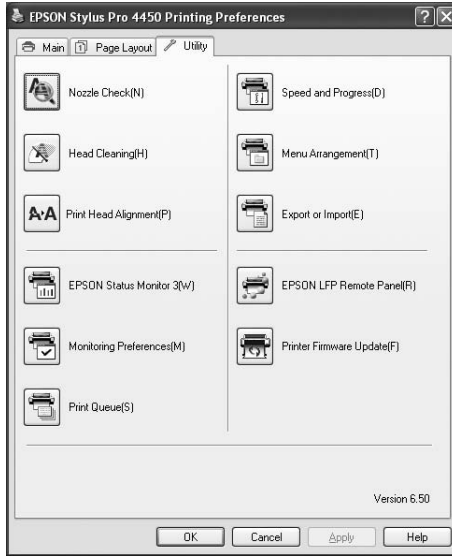 EPSON Stylus Pro 4450 Printing Preferences
Main
Page Layout
Utility
Nozzle Check(N)
Speed and Progress(D)
Head Cleaning(H)
Menu Arrangement(T)
Print Head Alignment(P)
Export or Import(E)
EPSON Status Monitor 3(W)
EPSON LFP Remote Panel(R)
Monitoring Preferences(M)
Printer Firmware Update(F)
Print Queue(S)
Version 6.50
OK
Cancel
Apply
Help